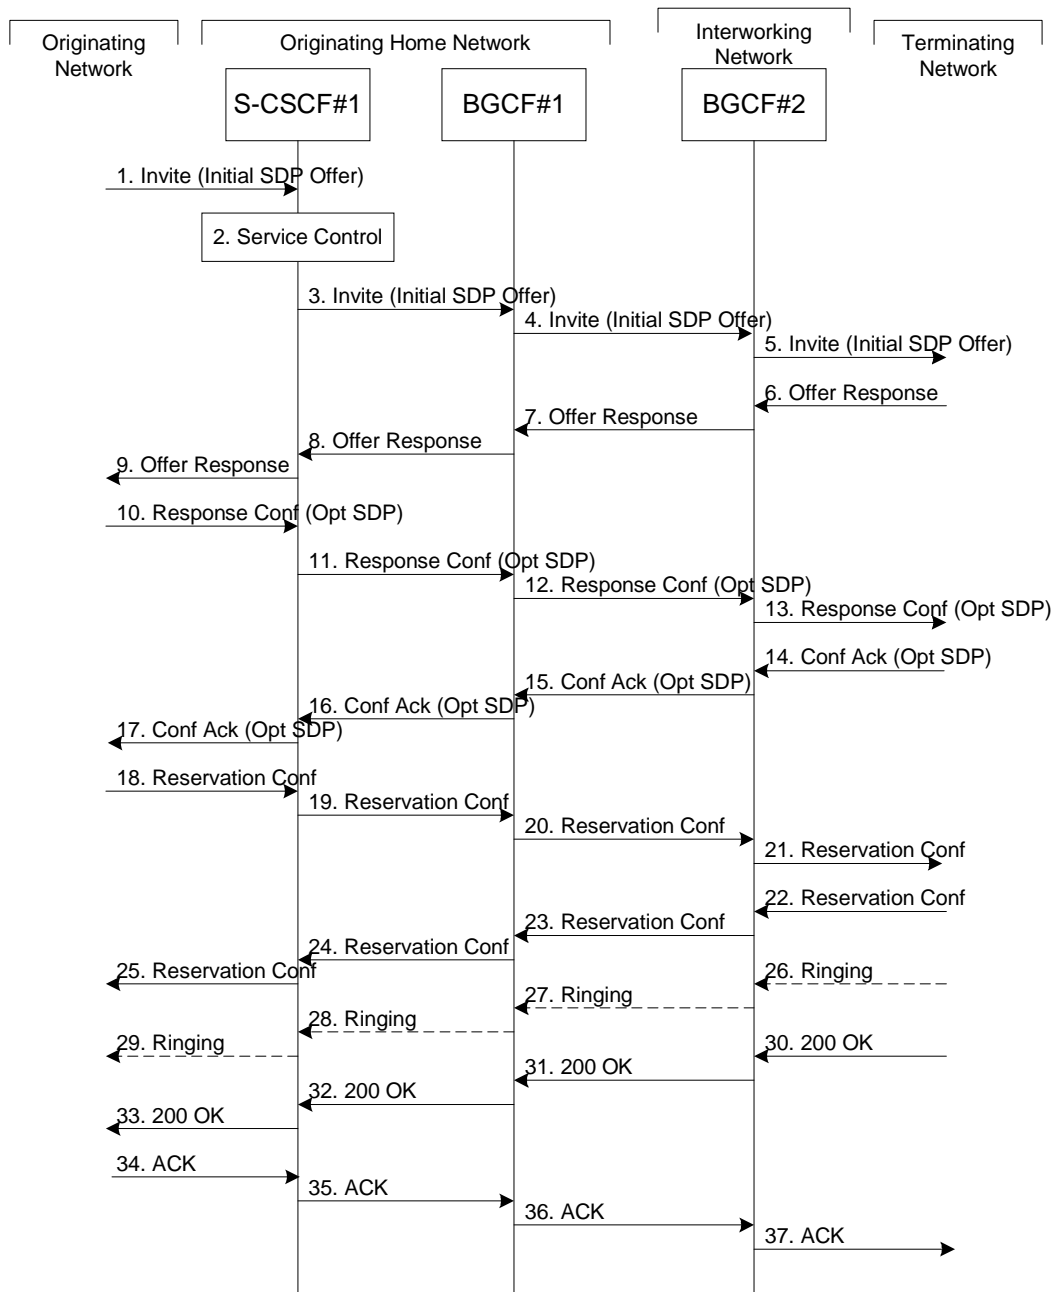 Originating
Network
Originating Home Network
Interworking
Network
Terminating
Network
S-CSCF#1
BGCF#1
BGCF#2
1. Invite (Initial SDP Offer)
2. Service Control
3. Invite (Initial SDP Offer)
4. Invite (Initial SDP Offer)
5. Invite (Initial SDP Offer)
6. Offer Response
7. Offer Response
8. Offer Response
9. Offer Response
10. Response Conf (Opt SDP)
11. Response Conf (Opt SDP)
12. Response Conf (Opt SDP)
13. Response Conf (Opt SDP)
14. Conf Ack (Opt SDP)
15. Conf Ack (Opt SDP)
16. Conf Ack (Opt SDP)
17. Conf Ack (Opt SDP)
18. Reservation Conf
19. Reservation Conf
20. Reservation Conf
21. Reservation Conf
22. Reservation Conf
23. Reservation Conf
24. Reservation Conf
25. Reservation Conf
26. Ringing
27. Ringing
28. Ringing
29. Ringing
30. 200 OK
31. 200 OK
32. 200 OK
33. 200 OK
34. ACK
35. ACK
36. ACK
37. ACK